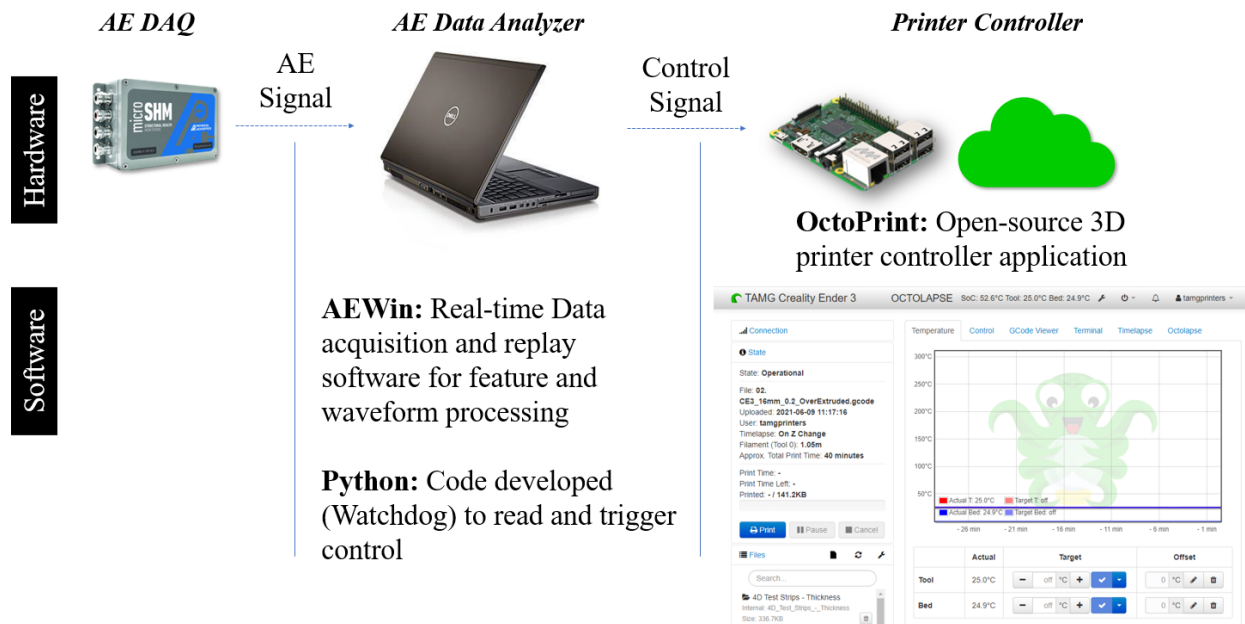 AE DAQ
AE Data Analyzer
Printer Controller
Hardware
AE
Signal
Control
Signal
micro
SHM
STRUCTURAL HEALTH
DELL
OctoPrint: Open-source 3D
printer controller application
Software
AEWin: Real-time Data
acquisition and replay
software for feature and
waveform processing
Python: Code developed
(Watchdog) to read and trigger
control
TAMG Creality Ender 3
OCTOLAPSE SoC: 52.6°C Tool: 25.0°C Bed: 24.9°C
tamgprinters
Connection
State
State: Operational
File: 02.
CE3_16mm_0.2_OverExtruded.gcode
Uploaded: 2021-06-09 11:17:16
User: tamgprinters
Timelapse: On Z Change
Filament (Tool 0): 1.05m
Approx. Total Print Time: 40 minutes
Print Time: -
Print Time Left: -
Printed: - / 141.2KB
Print Pause Cancel
Files
Search...
4D Test Strips - Thickness
Internal: 4D_Test_Strips_-_Thickness
Size: 336.7KB
Temperature Control GCode Viewer Terminal Timelapse Octolapse
300°C
250°C
200°C
150°C
100°C
50°C
Actual T: 25.0°C Target T: off
Actual Bed: 24.9°C Target Bed: off
- 26 min - 21 min - 16 min - 11 min - 6 min - 1 min
Actual Target Offset
Tool 25.0°C off °C 0 °C
Bed 24.9°C off °C 0 °C